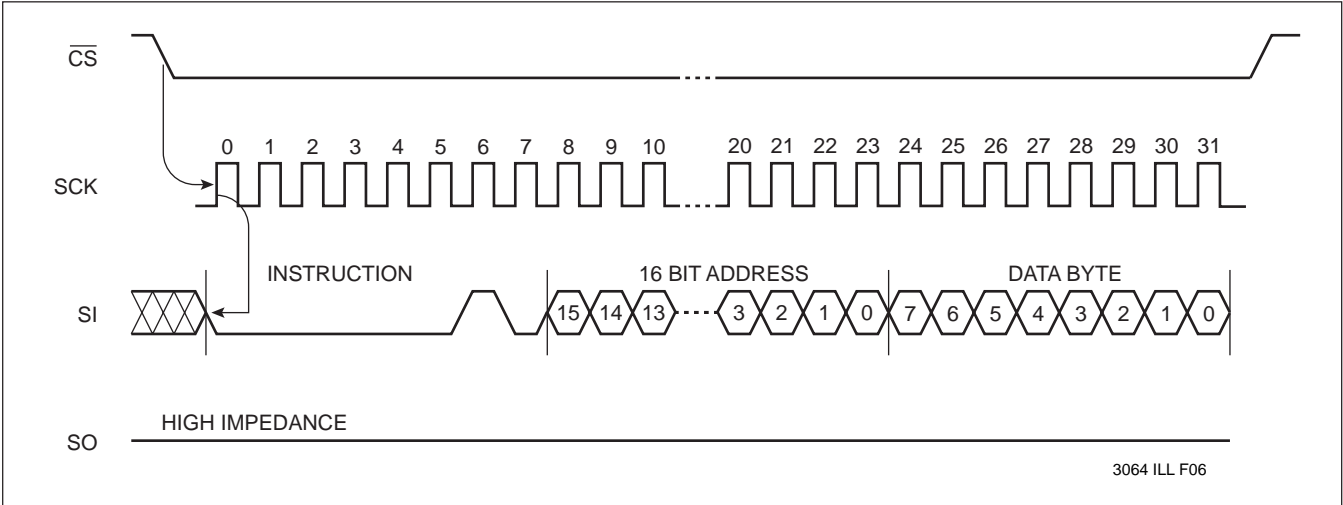 CS
0 1 2 3 4 5 6 7 8 9 10 20 21 22 23 24 25 26 27 28 29 30 31
SCK
INSTRUCTION 16 BIT ADDRESS DATA BYTE
SI 15 14 13 3 2 1 0 7 6 5 4 3 2 1 0
HIGH IMPEDANCE
SO
3064 ILL F06